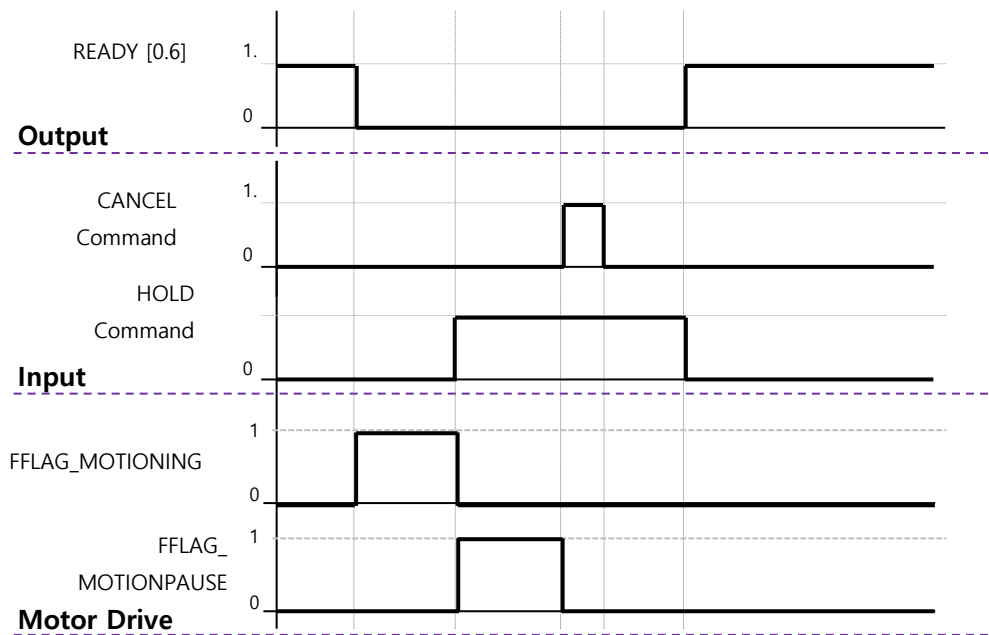 READY [0.6]
1.
0
Output
CANCEL
Command
1.
0
HOLD
Command
0
Input
FFLAG_MOTIONING
1
0
FFLAG_
MOTIONPAUSE
1
0
Motor Drive